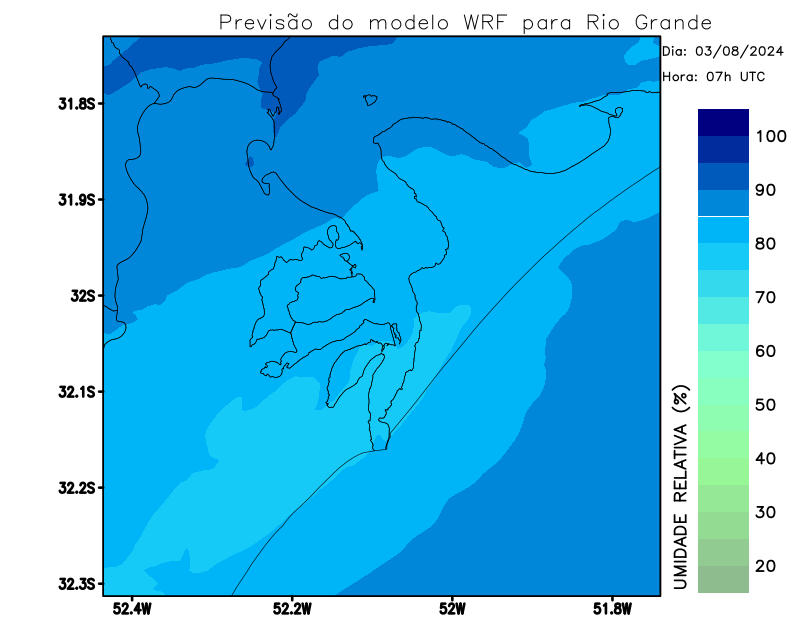 Previsão do modelo WRF para Rio Grande
Dia: 03/08/2024
Hora: 07h UTC
31.8S
31.9S
32S
32.1S
32.2S
32.3S
52.4W
52.2W
52W
51.8W
100
90
80
70
60
50
40
30
20
UMIDADE RELATIVA (%)